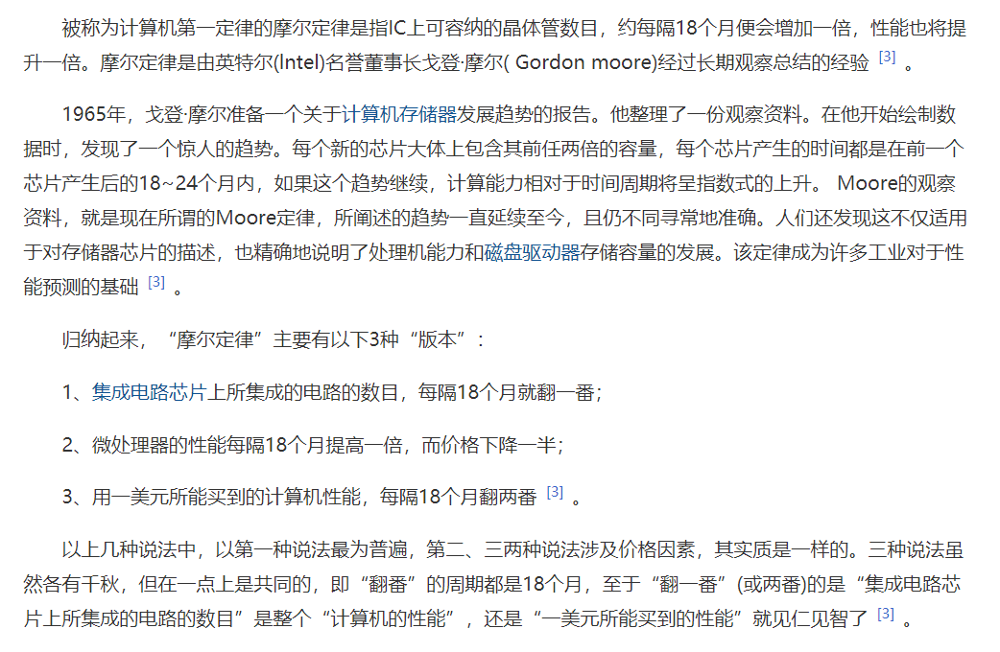 被称为计算机第一定律的摩尔定律是指IC上可容纳的晶体管数目，约每隔18个月便会增加一倍，性能也将提
升一倍。摩尔定律是由英特尔(Intel)名誉董事长戈登·摩尔( Gordon moore)经过长期观察总结的经验 [3] 。
1965年，戈登·摩尔准备一个关于计算机存储器发展趋势的报告。他整理了一份观察资料。在他开始绘制数
据时，发现了一个惊人的趋势。每个新的芯片大体上包含其前任两倍的容量，每个芯片产生的时间都是在前一个
芯片产生后的18~24个月内，如果这个趋势继续，计算能力相对于时间周期将呈指数式的上升。 Moore的观察
资料，就是现在所谓的Moore定律，所阐述的趋势一直延续至今，且仍不同寻常地准确。人们还发现这不仅适用
于对存储器芯片的描述，也精确地说明了处理机能力和磁盘驱动器存储容量的发展。该定律成为许多工业对于性
能预测的基础 [3] 。
归纳起来，“摩尔定律”主要有以下3种“版本”：
1、集成电路芯片上所集成的电路的数目，每隔18个月就翻一番；
2、微处理器的性能每隔18个月提高一倍，而价格下降一半；
3、用一美元所能买到的计算机性能，每隔18个月翻两番 [3] 。
以上几种说法中，以第一种说法最为普遍，第二、三两种说法涉及价格因素，其实质是一样的。三种说法虽
然各有千秋，但在一点上是共同的，即“翻番”的周期都是18个月，至于“翻一番”(或两番)的是“集成电路芯
片上所集成的电路的数目”是整个“计算机的性能”，还是“一美元所能买到的性能”就见仁见智了 [3] 。